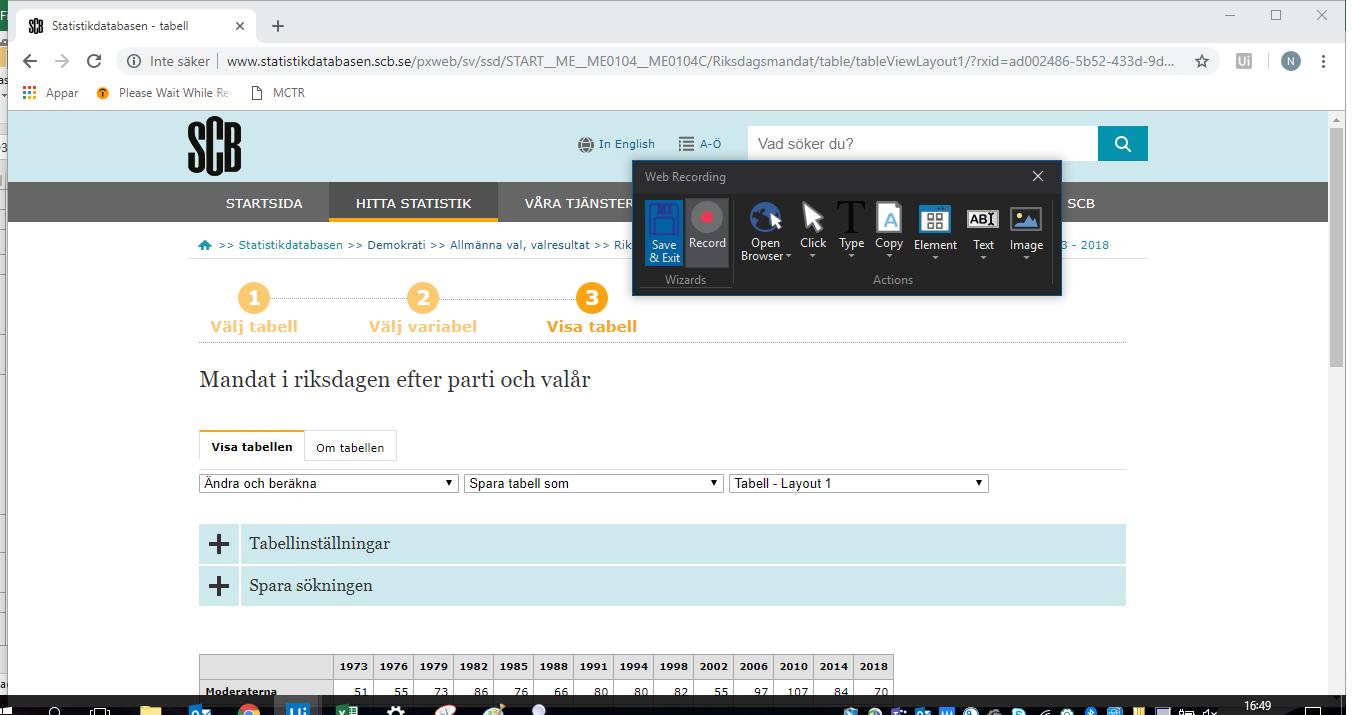 Statistikdatabasen - tabell
Inte säker
www.statistikdatabasen.scb.se/pxweb/sv/ssd/START__ME__ME0104__ME0104C/Riksdagsmandat/table/tableViewLayout1/?rxid=ad002486-5b52-433d-9d...
Ui
N
Appar
Please Wait While Re
MCTR
SCB
In English
A-Ö
Vad söker du?
STARTSIDA
HITTA STATISTIK
VÅRA TJÄNSTER
SCB
Web Recording
Save & Exit
Record
Open Browser
Click
Type
Copy
Element
Text
Image
Wizards
Actions
>> Statistikdatabasen >> Demokrati >> Allmänna val, valresultat >> Rik
3 - 2018
1 2 3
Välj tabell Välj variabel Visa tabell
Mandat i riksdagen efter parti och valår
Visa tabellen Om tabellen
Ändra och beräkna Spara tabell som Tabell - Layout 1
Tabellinställningar
Spara sökningen
1973 1976 1979 1982 1985 1988 1991 1994 1998 2002 2006 2010 2014 2018
Moderaterna 51 55 73 86 76 66 80 80 82 55 97 107 84 70
16:49